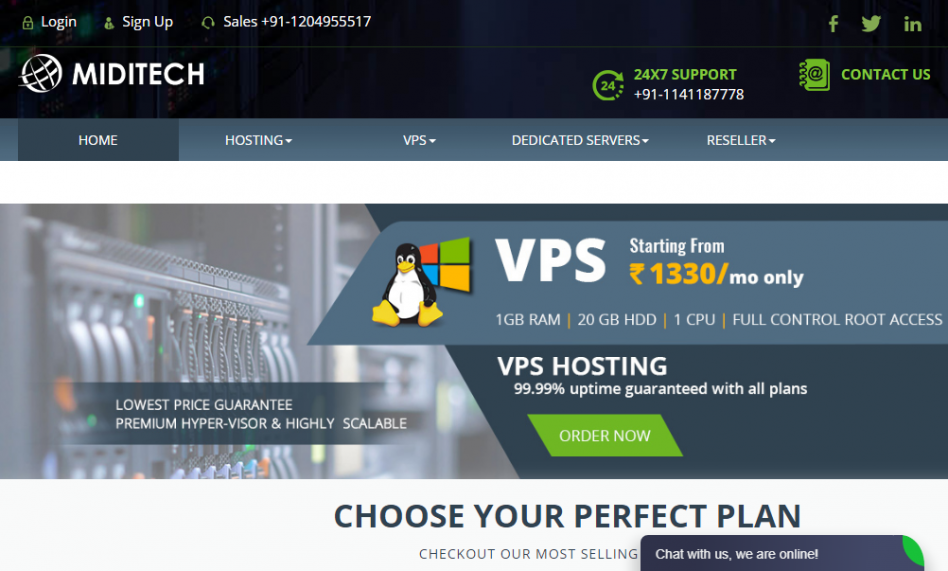 Login
Sign Up
Sales +91-1204955517
MIDITECH
24
24X7 SUPPORT
+91-1141187778
@
CONTACT US
HOME
HOSTING
VPS
DEDICATED SERVERS
RESELLER
VPS
Starting From
₹ 1330/mo only
1GB RAM | 20 GB HDD | 1 CPU | FULL CONTROL ROOT ACCESS
VPS HOSTING
99.99% uptime guaranteed with all plans
LOWEST PRICE GUARANTEE
PREMIUM HYPER-VISOR & HIGHLY SCALABLE
ORDER NOW
CHOOSE YOUR PERFECT PLAN
CHECKOUT OUR MOST SELLING
Chat with us, we are online!